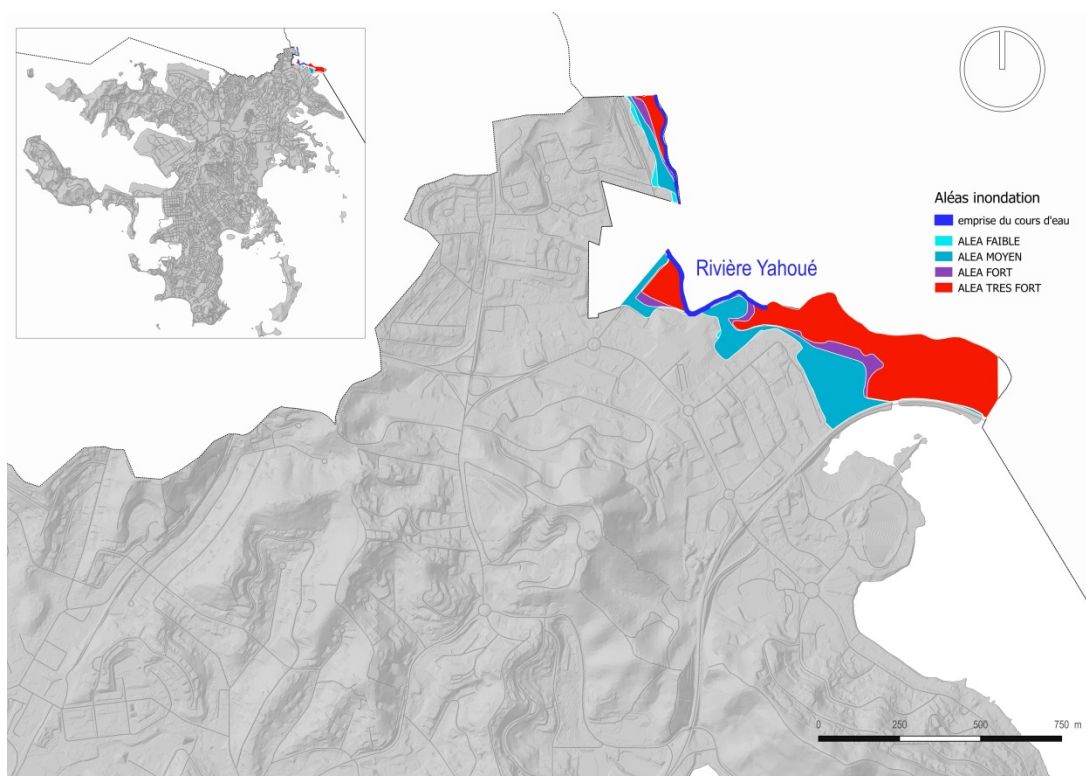 Aléas inondation
emprise du cours d'eau
ALEA FAIBLE
ALEA MOYEN
ALEA FORT
ALEA TRES FORT
Rivière Yahoué
0 250 500 750 m